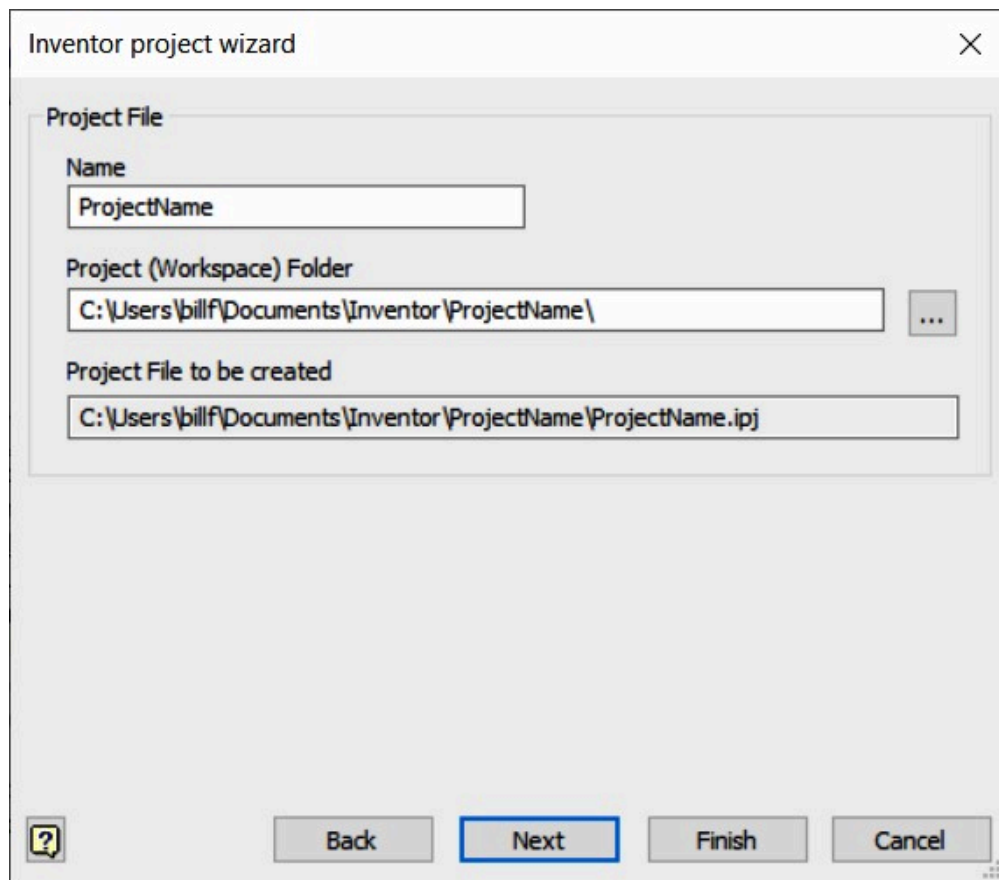 Inventor project wizard
Project File
Name
ProjectName
Project (Workspace) Folder
C:\Users\billf\Documents\Inventor\ProjectName\
...
Project File to be created
C:\Users\billf\Documents\Inventor\ProjectName\ProjectName.ipj
?
Back
Next
Finish
Cancel